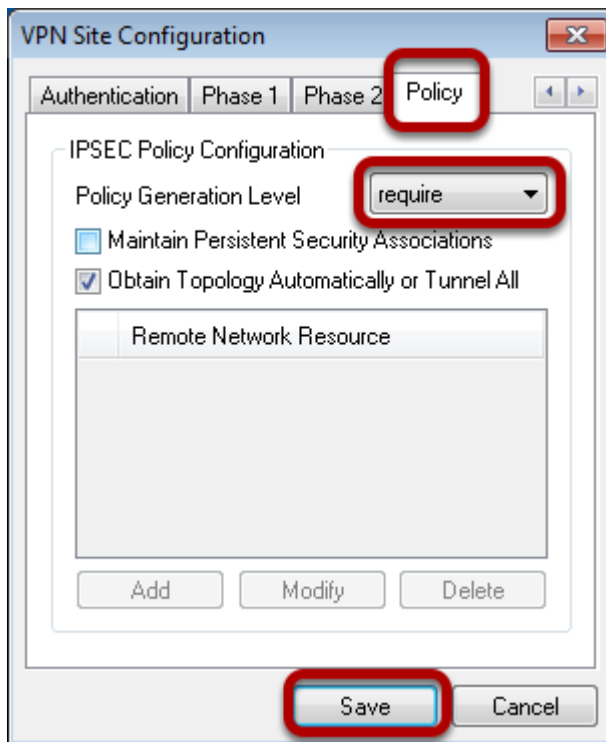 VPN Site Configuration
Authentication Phase 1 Phase 2 Policy
IPSEC Policy Configuration
Policy Generation Level require
Maintain Persistent Security Associations
Obtain Topology Automatically or Tunnel All
Remote Network Resource
Add Modify Delete
Save Cancel